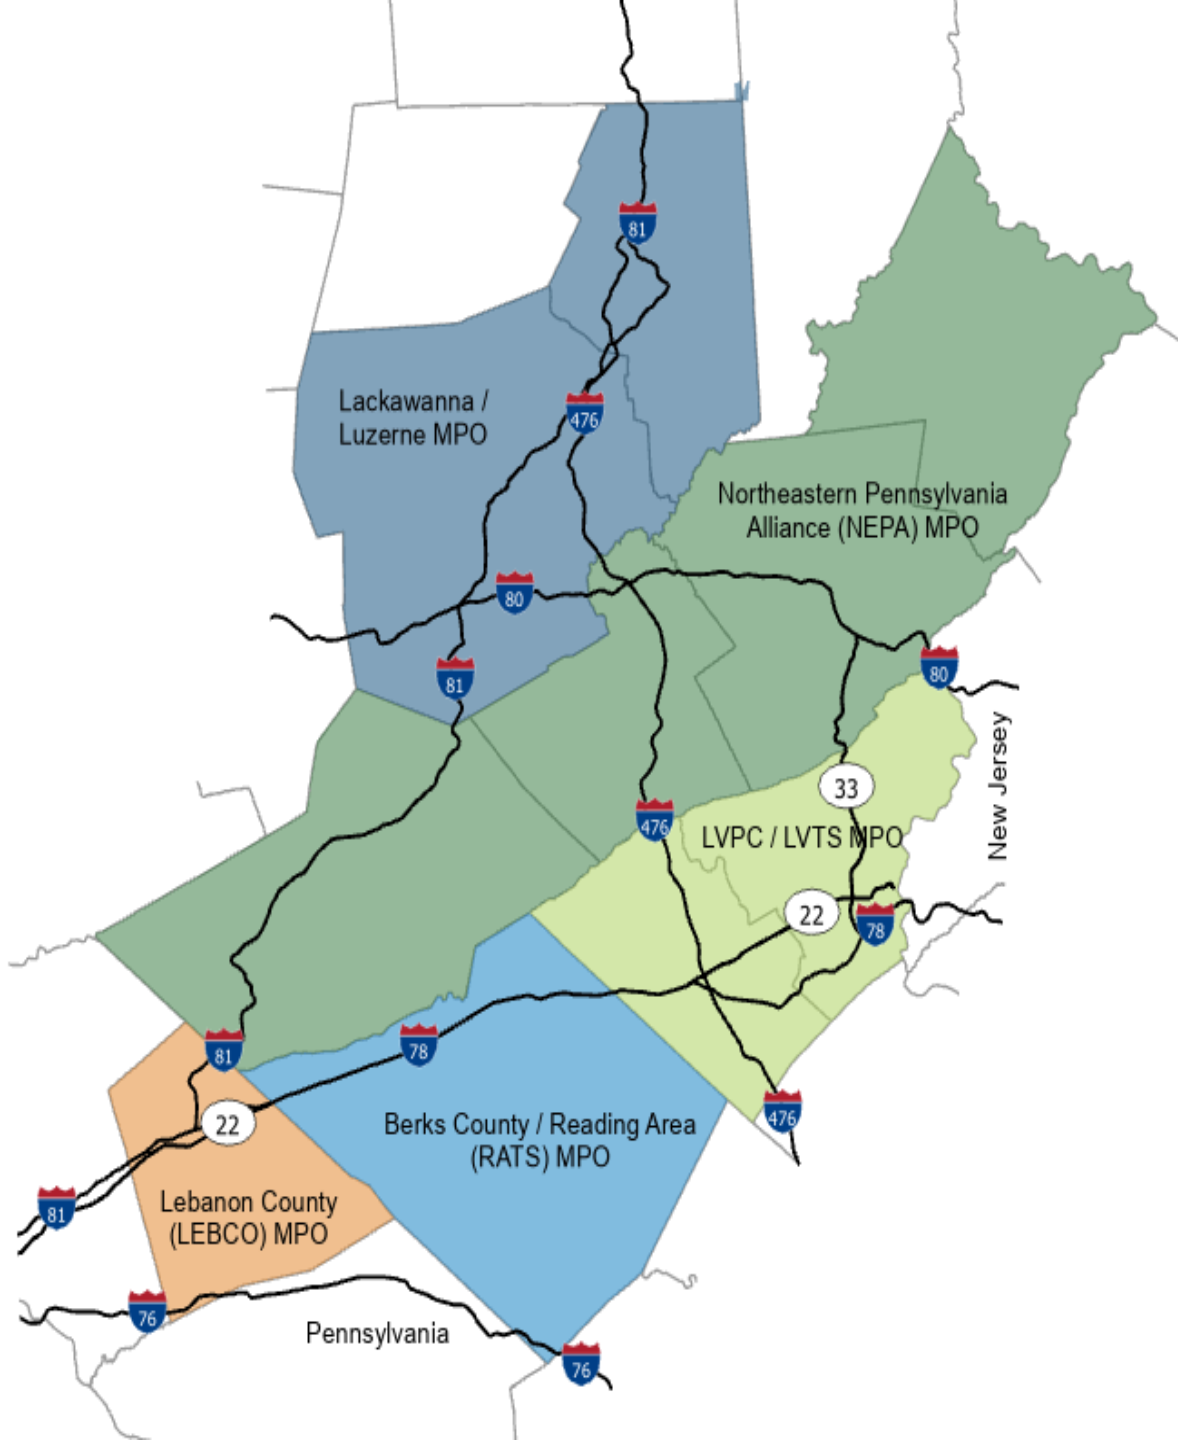 81
Lackawanna /
Luzerne MPO
476
Northeastern Pennsylvania
Alliance (NEPA) MPO
80
81
80
New Jersey
33
476
LVPC / LVTS MPO
22
78
81
78
22
476
Berks County / Reading Area
(RATS) MPO
81
Lebanon County
(LEBCO) MPO
76
Pennsylvania
76